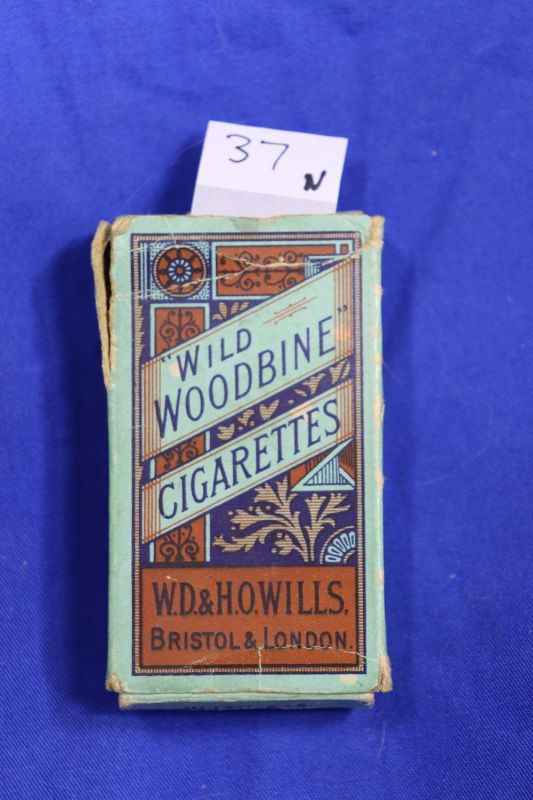 37
N
"WILD
WOODBINE"
CIGARETTES
W.D.&H.O.WILLS.
BRISTOL & LONDON.